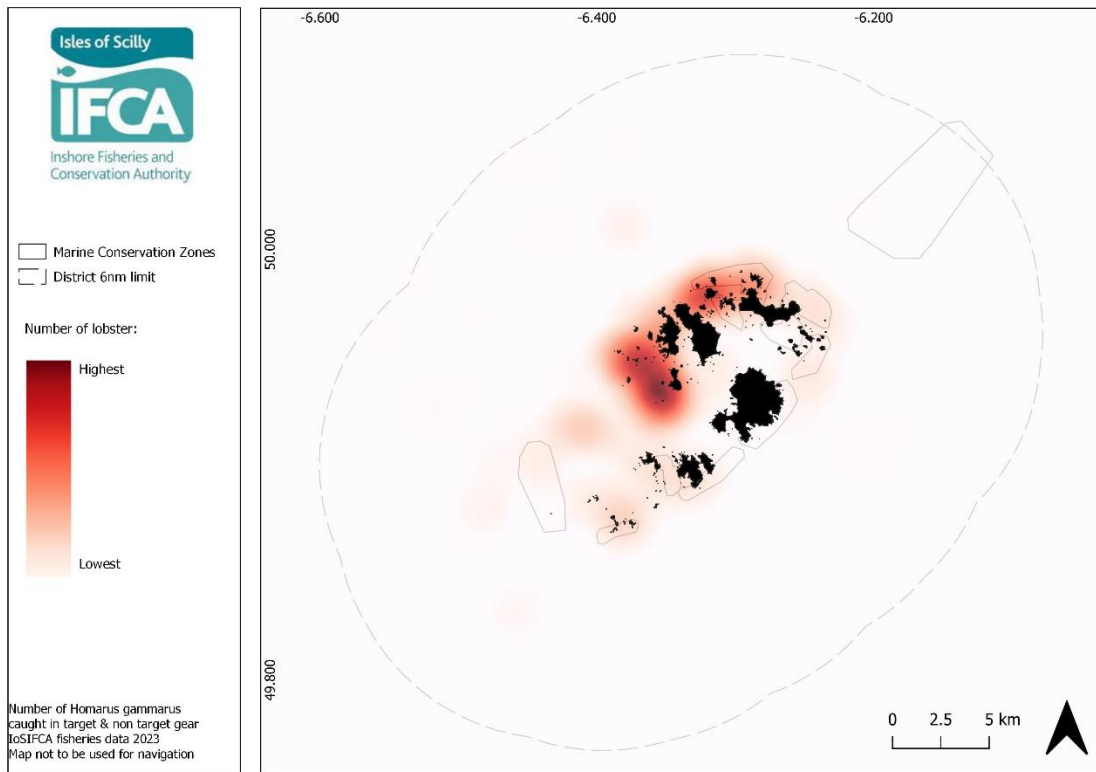 Isles of Scilly
IFCA
Inshore Fisheries and
Conservation Authority
Marine Conservation Zones
District 6nm limit
Number of lobster:
Highest
Lowest
Number of Homarus gammarus
caught in target & non target gear
IoSIFCA fisheries data 2023
Map not to be used for navigation
-6.600
-6.400
-6.200
50.000
49.800
0 2.5 5 km